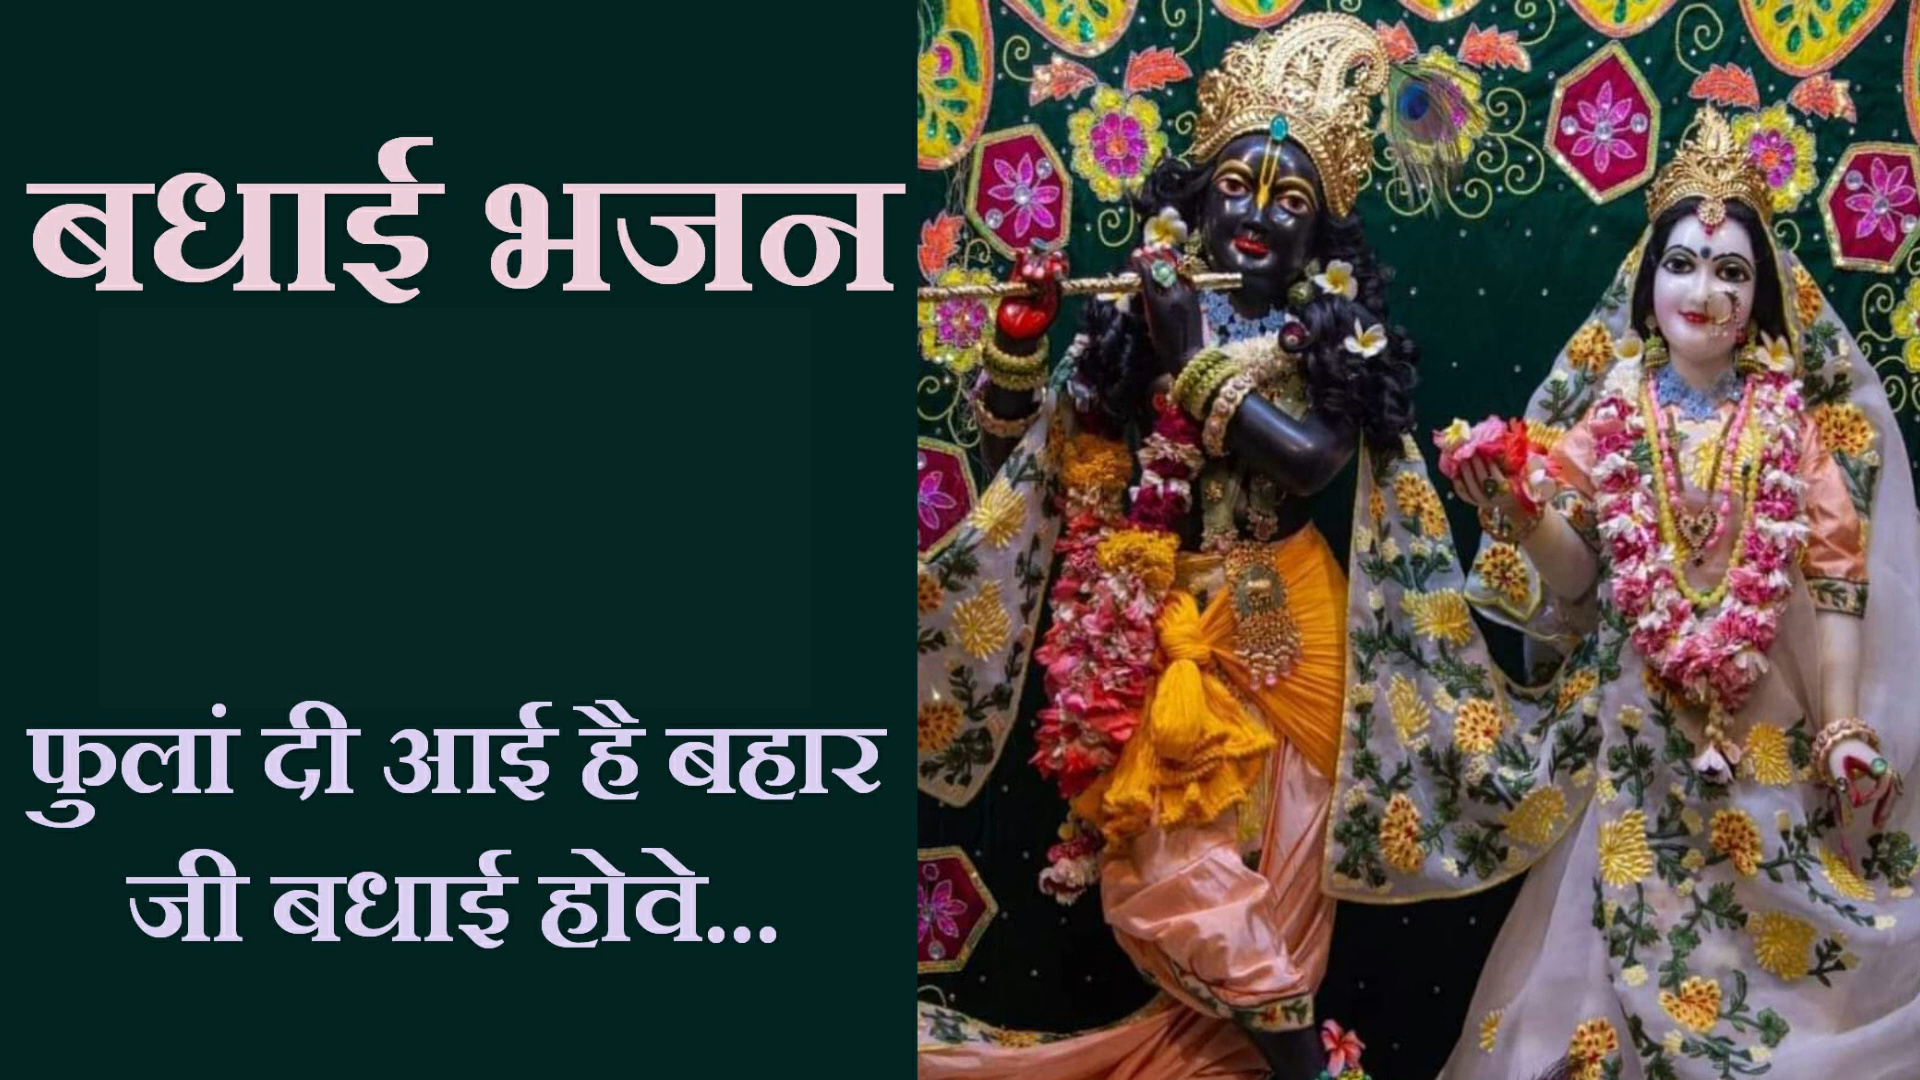 बधाई भजन
फुलां दी आई है बहार
जी बधाई होवे...